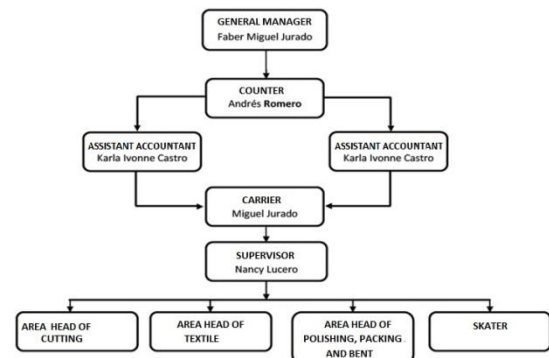 GENERAL MANAGER
Faber Miguel Jurado
COUNTER
Andrés Romero
ASSISTANT ACCOUNTANT
Karla Ivonne Castro
ASSISTANT ACCOUNTANT
Karla Ivonne Castro
CARRIER
Miguel Jurado
SUPERVISOR
Nancy Lucero
AREA HEAD OF
CUTTING
AREA HEAD OF
TEXTILE
AREA HEAD OF
POLISHING, PACKING
AND BENT
SKATER